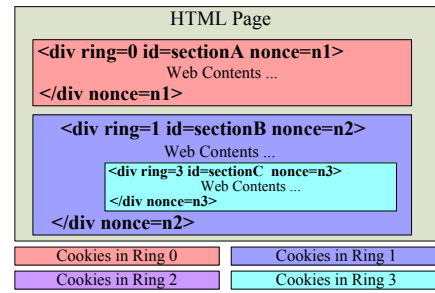 HTML Page
<div ring=0 id=sectionA nonce=n1>
Web Contents ...
</div nonce=n1>
<div ring=1 id=sectionB nonce=n2>
Web Contents ...
<div ring=3 id=sectionC nonce=n3>
Web Contents ...
</div nonce=n3>
</div nonce=n2>
Cookies in Ring 0 Cookies in Ring 1
Cookies in Ring 2 Cookies in Ring 3